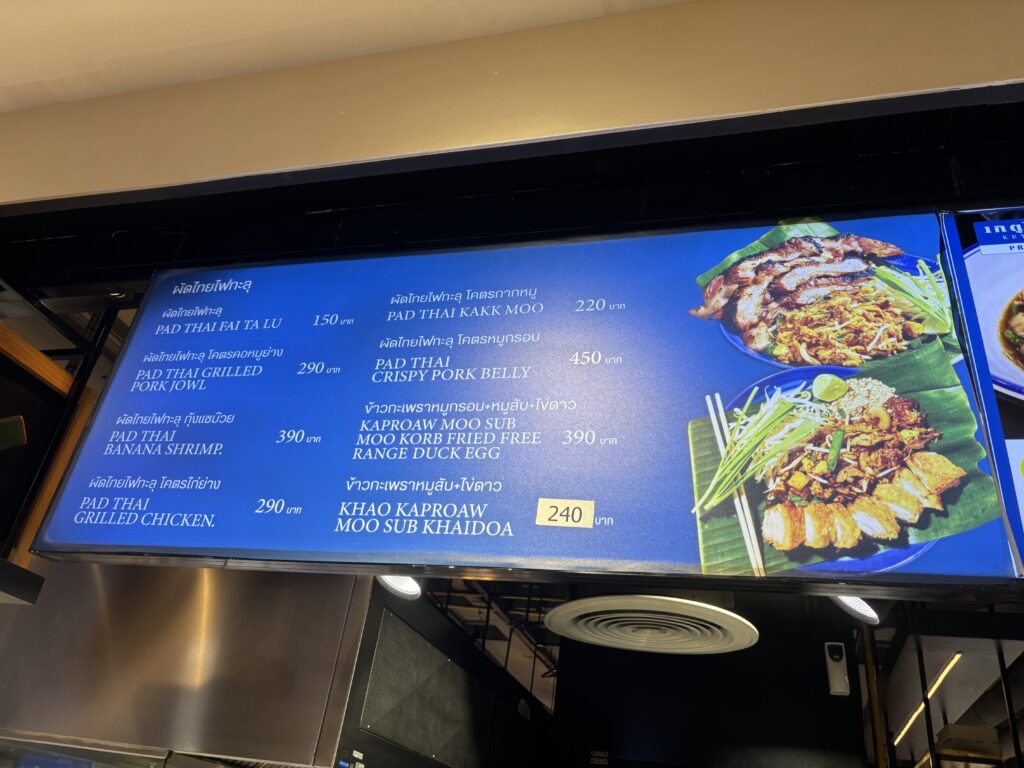 ผัดไทยไฟทะลุ
ผัดไทยไฟทะลุ
PAD THAI FAI TA LU 150 บาท
ผัดไทยไฟทะลุ โคตรคอหมูย่าง
PAD THAI GRILLED 290 บาท
PORK JOWL
ผัดไทยไฟทะลุ กุ้งแชบ๊วย
PAD THAI 390 บาท
BANANA SHRIMP.
ผัดไทยไฟทะลุ โคตรไก่ย่าง
PAD THAI 290 บาท
GRILLED CHICKEN.
ผัดไทยไฟทะลุ โคตรกากหมู
PAD THAI KAKK MOO 220 บาท
ผัดไทยไฟทะลุ โคตรหมูกรอบ
PAD THAI 450 บาท
CRISPY PORK BELLY
ข้าวกะเพราหมูกรอบ+หมูสับ+ไข่ดาว
KAPROAW MOO SUB
MOO KORB FRIED FREE 390 บาท
RANGE DUCK EGG
ข้าวกะเพราหมูสับ+ไข่ดาว
KHAO KAPROAW 240 บาท
MOO SUB KHAIDOA